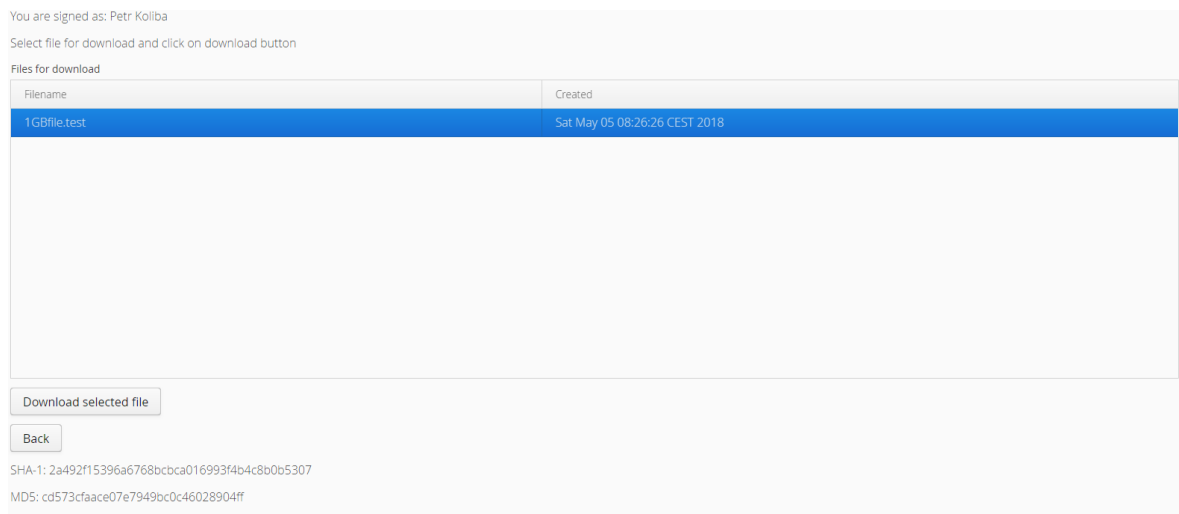 You are signed as: Petr Koliba
Select file for download and click on download button
Files for download
Filename Created
1GBfile.test Sat May 05 08:26:26 CEST 2018
Download selected file
Back
SHA-1: 2a492f15396a6768bcbca016993f4b4c8b0b5307
MD5: cd573cfaace07e7949bc0c46028904ff